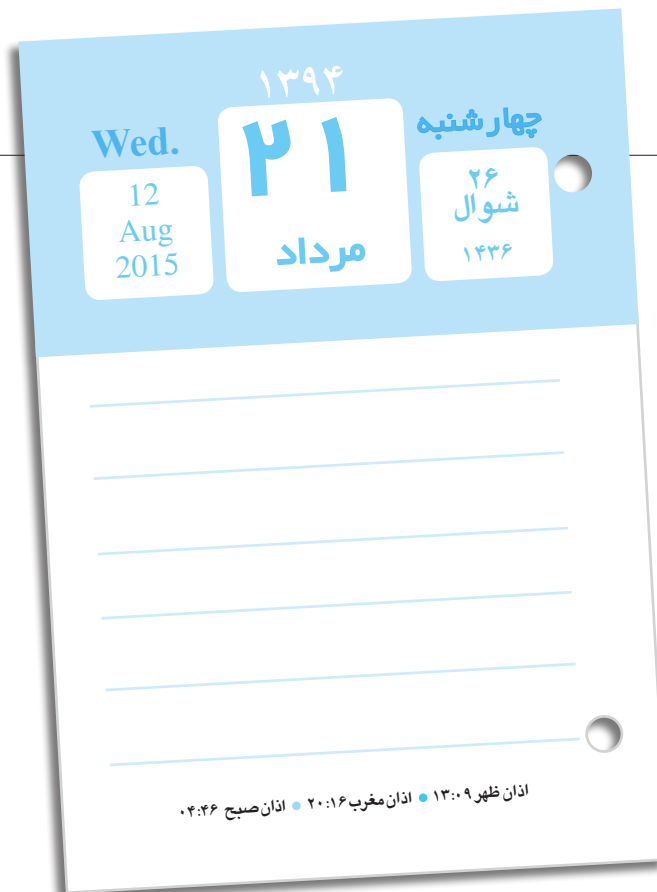 ۱۳۹۴
چهارشنبه
۲۱
مرداد
۲۶
شوال
۱۴۳۶
Wed.
12
Aug
2015
اذان ظهر ۱۳:۰۹ • اذان مغرب ۲۰:۱۶ • اذان صبح ۰۴:۴۶